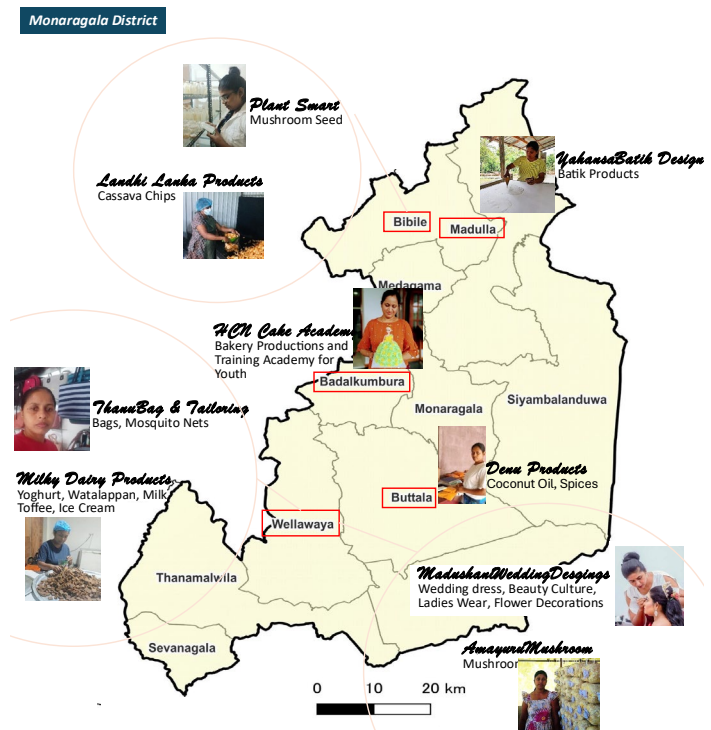 Monaragala District
Plant Smart
Mushroom Seed
YahansaBatik Design
Batik Products
Landhi Lanka Products
Cassava Chips
Bibile
Madulla
Medagama
HCN Cake Academ
Bakery Productions and
Training Academy for
Youth
Badalkumbura
Siyambalanduwa
Monaragala
ThanuBag & Tailoring
Bags, Mosquito Nets
Denu Products
Coconut Oil, Spices
Milky Dairy Products
Yoghurt, Watalappan, Milk
Toffee, Ice Cream
Buttala
Wellawaya
Thanamalwila
MadushaniWeddingDesgings
Wedding dress, Beauty Culture,
Ladies Wear, Flower Decorations
Sevanagala
AmayuruMushroom
Mushroo
0 10 20 km